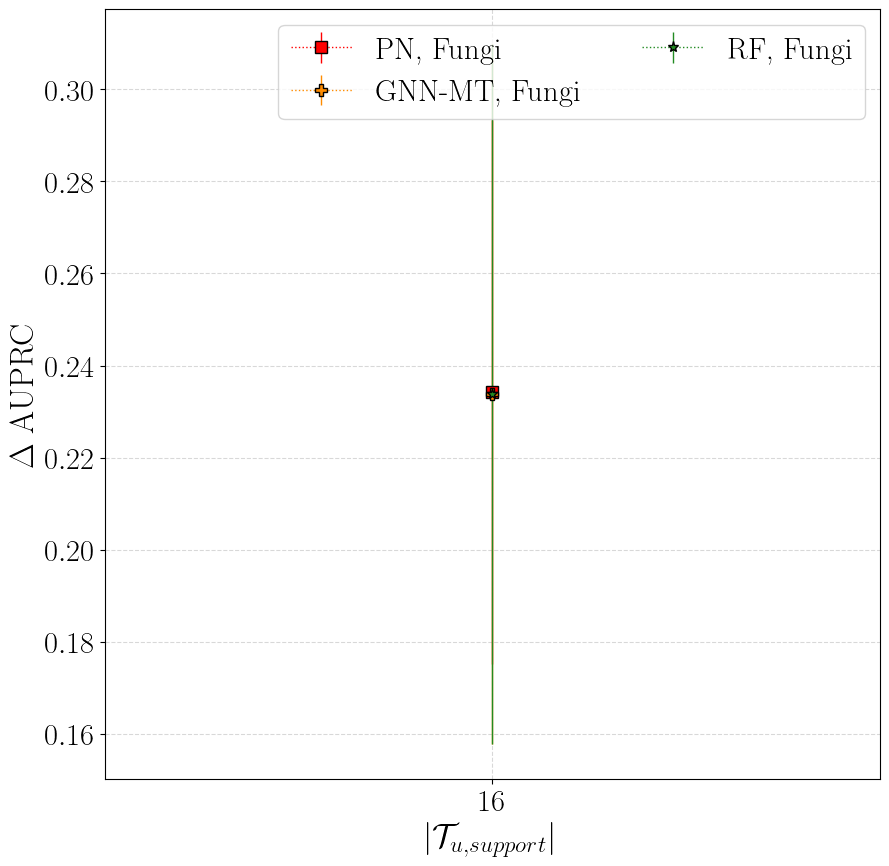 PN, Fungi
GNN-MT, Fungi
RF, Fungi
0.30
0.28
0.26
0.24
0.22
0.20
0.18
0.16
Δ AUPRC
16
|𝒯u,support|